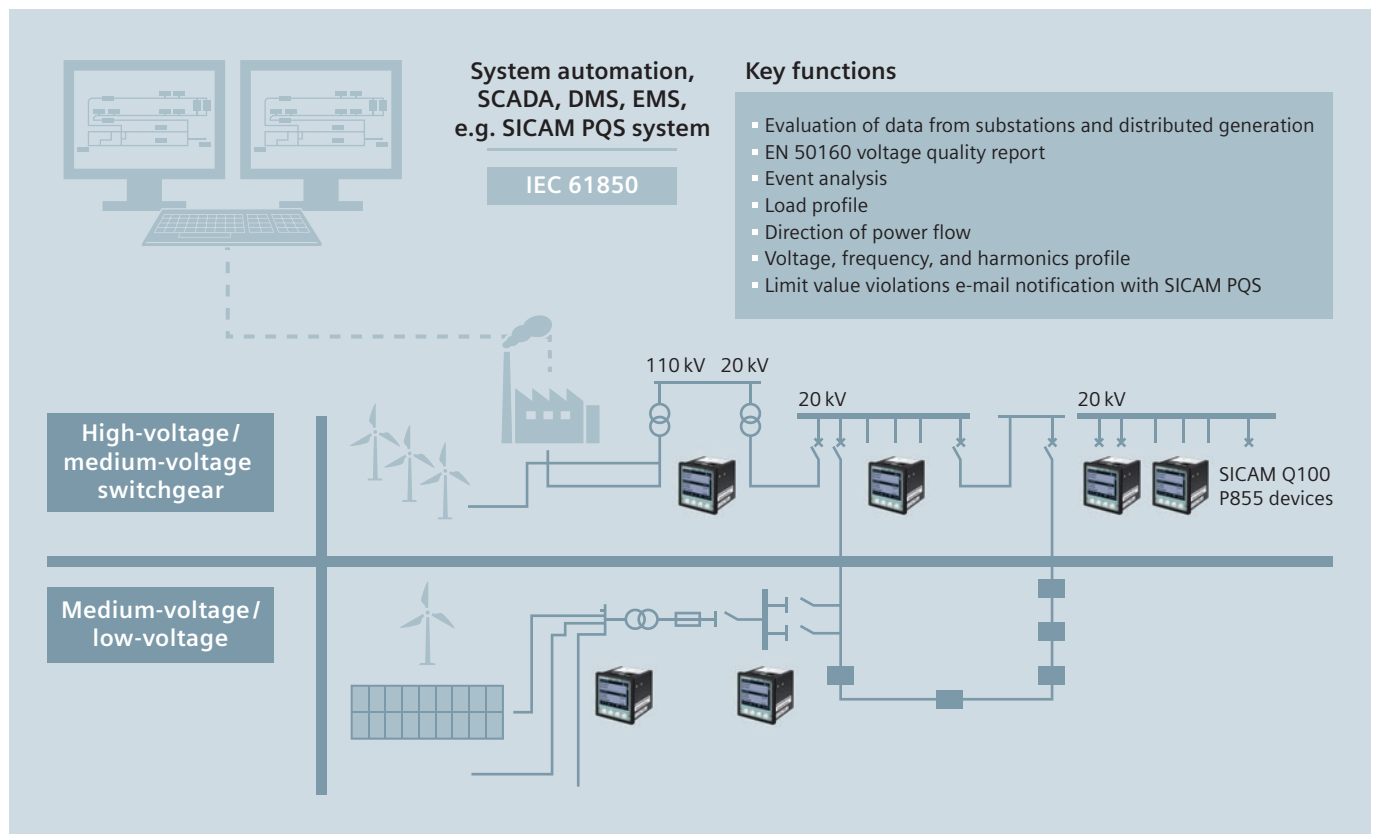 System automation,
SCADA, DMS, EMS,
e.g. SICAM PQS system
IEC 61850
Key functions
Evaluation of data from substations and distributed generation
EN 50160 voltage quality report
Event analysis
Load profile
Direction of power flow
Voltage, frequency, and harmonics profile
Limit value violations e-mail notification with SICAM PQS
110 kV 20 kV
20 kV
20 kV
High-voltage/
medium-voltage
switchgear
SICAM Q100
P855 devices
Medium-voltage/
low-voltage